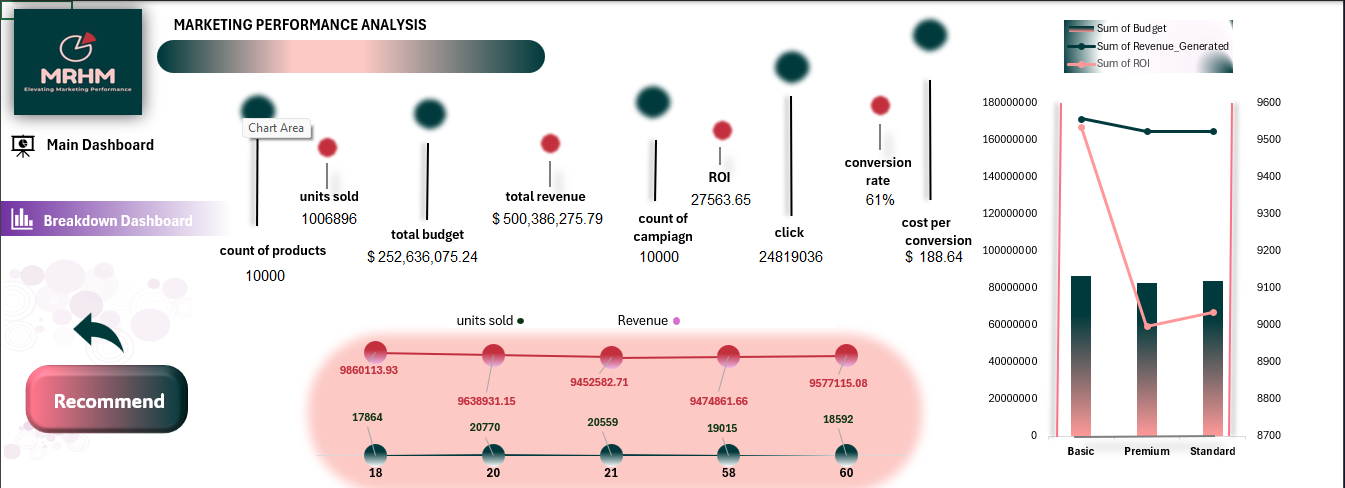 MARKETING PERFORMANCE ANALYSIS
MRHM
Elevating Marketing Performance
Main Dashboard
Breakdown Dashboard
Recommend
Chart Area
count of products
10000
units sold
1006896
total budget
$ 252,636,075.24
total revenue
$ 500,386,275.79
count of
campiagn
10000
ROI
27563.65
click
24819036
conversion
rate
61%
cost per
conversion
$ 188.64
units sold
Revenue
9860113.93
9638931.15
9452582.71
9474861.66
9577115.08
17864
20770
20559
19015
18592
18
20
21
58
60
Sum of Budget
Sum of Revenue_Generated
Sum of ROI
180000000
160000000
140000000
120000000
100000000
80000000
60000000
40000000
20000000
0
9600
9500
9400
9300
9200
9100
9000
8900
8800
8700
Basic
Premium
Standard